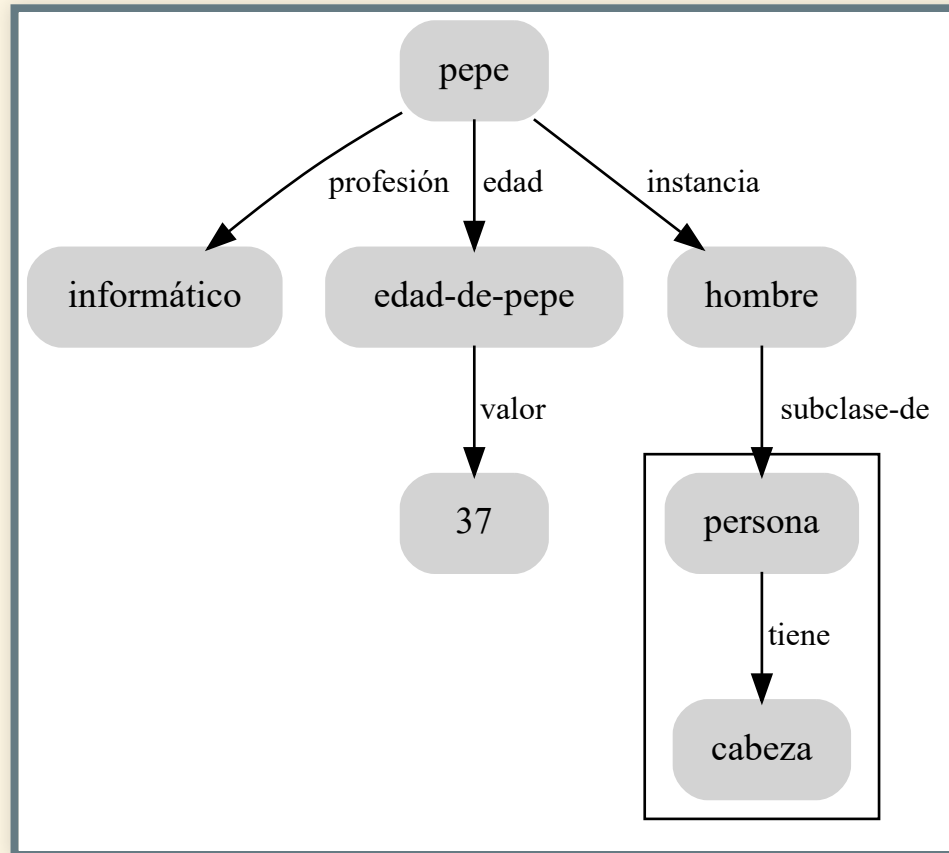 pepe
profesión edad instancia
informático edad-de-pepe hombre
valor subclase-de
37 persona
tiene
cabeza